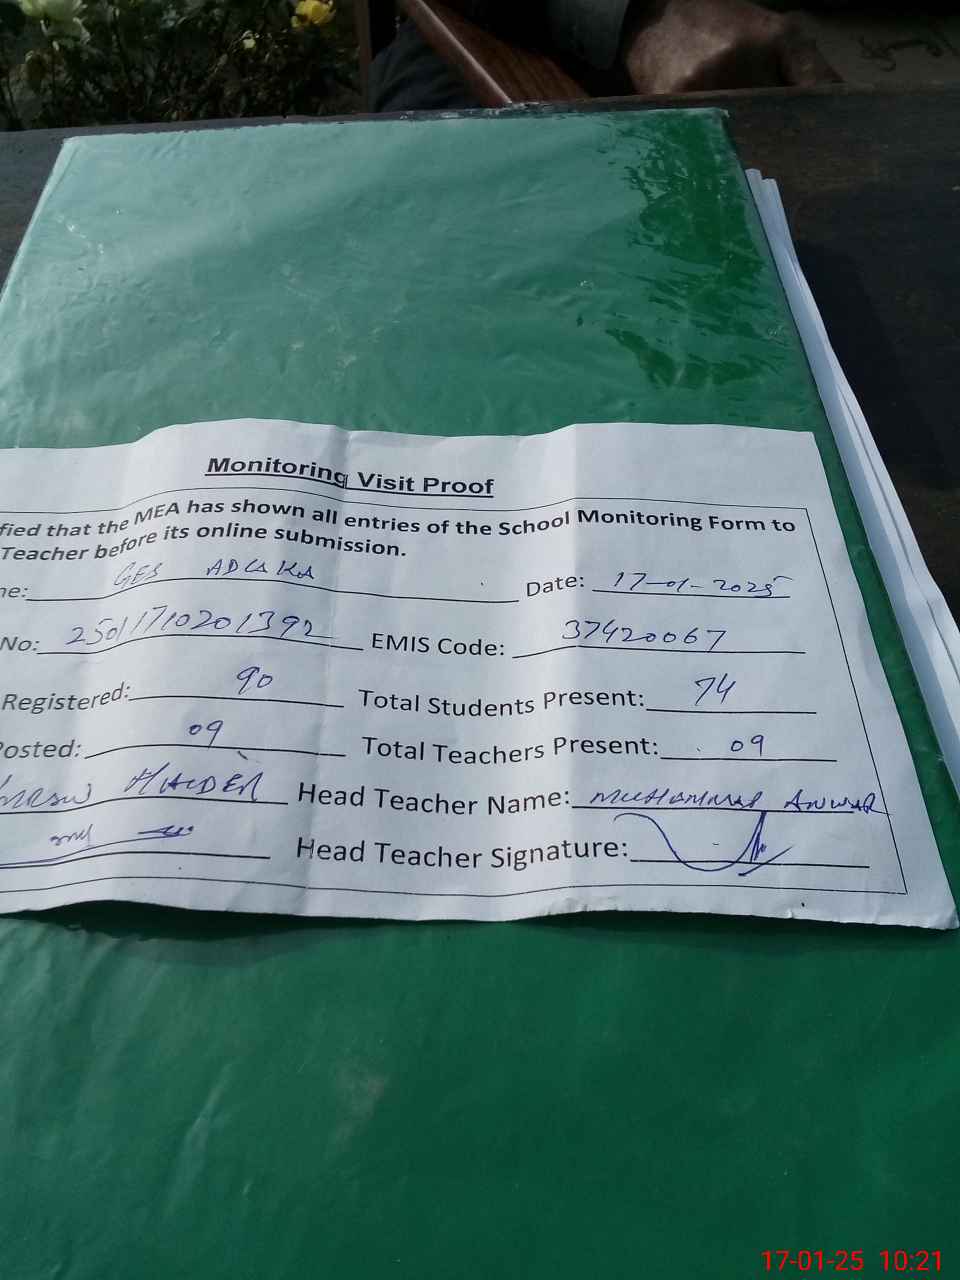 Monitoring Visit Proof
fied that the MEA has shown all entries of the School Monitoring Form to
Teacher before its online submission.
ne: GES ADLAKA Date: 17-01-2025
No: 25011710201392 EMIS Code: 37420067
Registered: 90 Total Students Present: 74
Posted: 09 Total Teachers Present: 09
HAIDER Head Teacher Name: MUHAMMAD ANWAR
Head Teacher Signature:
17-01-25 10:21